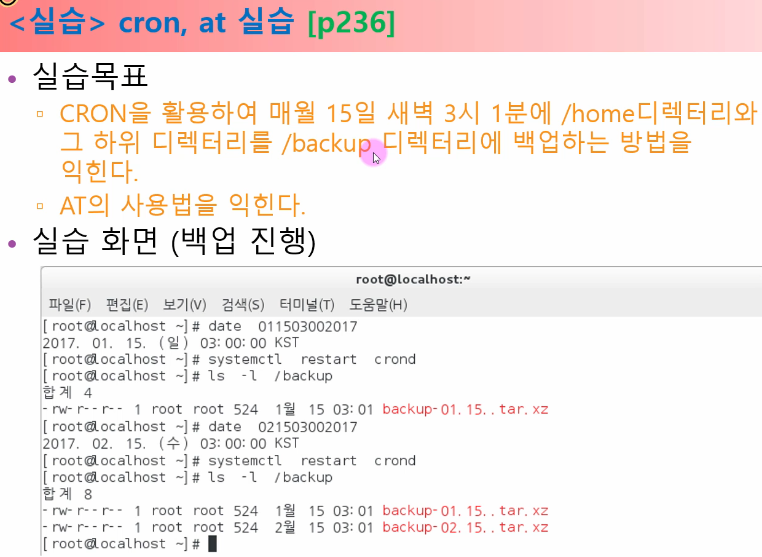 <실습> cron, at 실습 [p236]
• 실습목표
▫ CRON을 활용하여 매월 15일 새벽 3시 1분에 /home디렉터리와
그 하위 디렉터리를 /backup 디렉터리에 백업하는 방법을
익힌다.
▫ AT의 사용법을 익힌다.
• 실습 화면 (백업 진행)
root@localhost:~
파일(F) 편집(E) 보기(V) 검색(S) 터미널(T) 도움말(H)
[root@localhost ~]# date 011503002017
2017. 01. 15. (일) 03:00:00 KST
[root@localhost ~]# systemctl restart crond
[root@localhost ~]# ls -l /backup
합계 4
-rw-r--r-- 1 root root 524 1월 15 03:01 backup-01.15..tar.xz
[root@localhost ~]# date 021503002017
2017. 02. 15. (수) 03:00:00 KST
[root@localhost ~]# systemctl restart crond
[root@localhost ~]# ls -l /backup
합계 8
-rw-r--r-- 1 root root 524 1월 15 03:01 backup-01.15..tar.xz
-rw-r--r-- 1 root root 524 2월 15 03:01 backup-02.15..tar.xz
[root@localhost ~]#